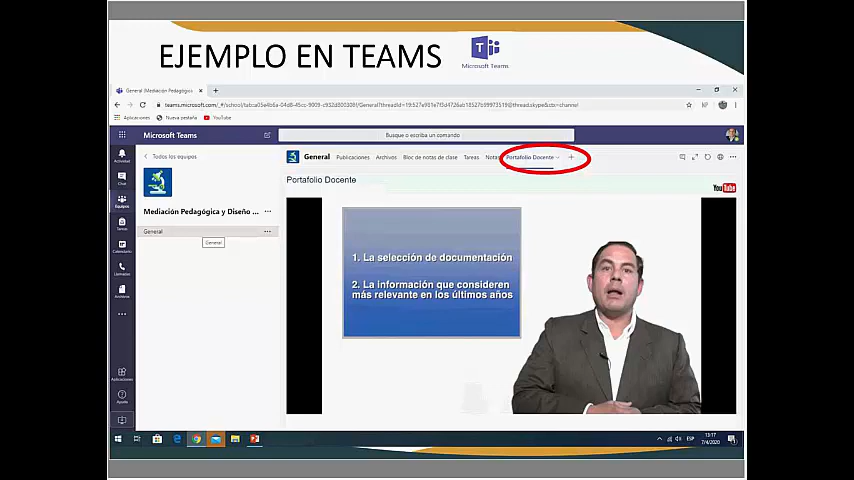 EJEMPLO EN TEAMS
Microsoft Teams
General (Mediación Pedagógica
Aplicaciones
Nueva pestaña
YouTube
Microsoft Teams
Busque o escriba un comando
Actividad
Chat
Equipos
Tareas
Calendario
Llamadas
Archivos
Aplicaciones
Ayuda
Todos los equipos
Mediación Pedagógica y Diseño ...
General
General
General Publicaciones Archivos Bloc de notas de clase Tareas Notas Portafolio Docente
Portafolio Docente
YouTube
1. La selección de documentación
2. La información que consideren
más relevante en los últimos años
ESP
13:17
7/4/2020